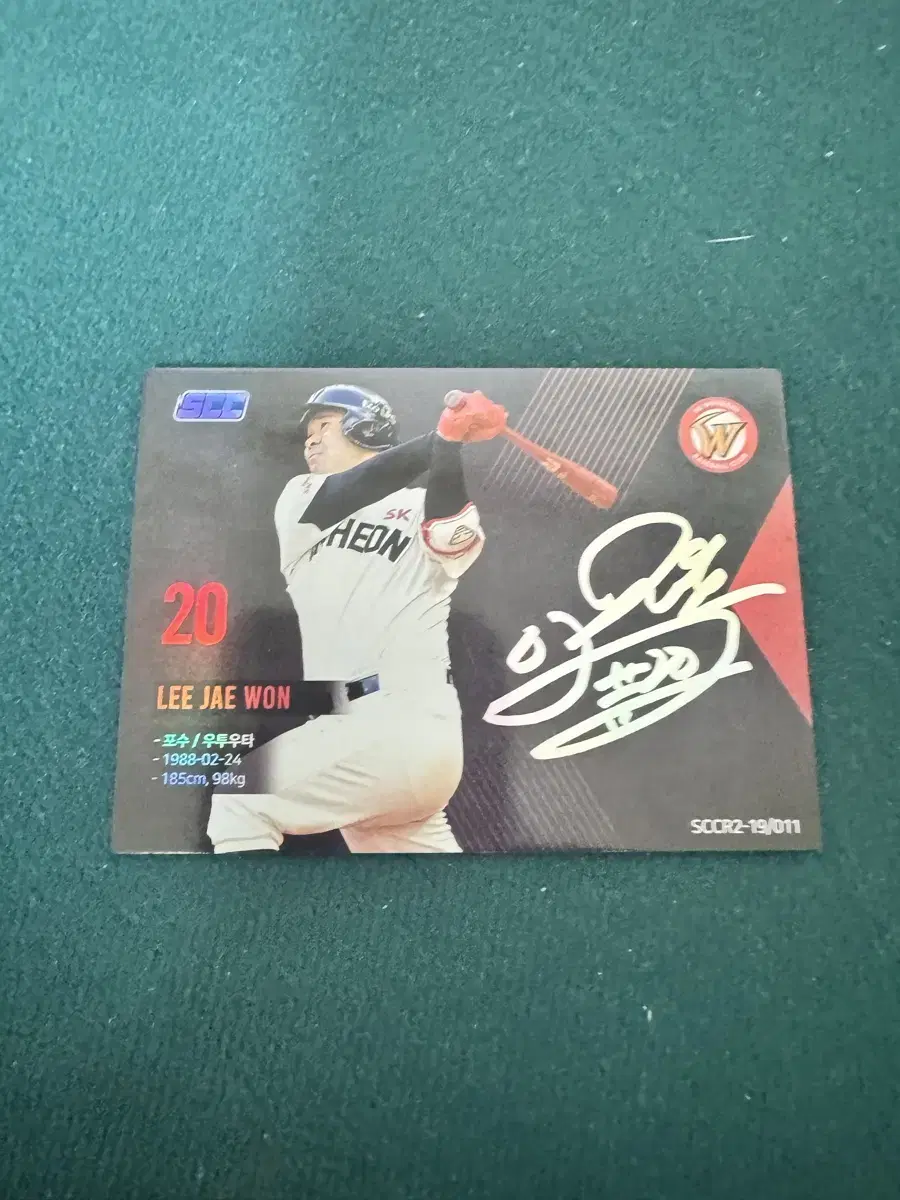 SCC
W
SK
HEON
20
#20
LEE JAE WON
- 포수 / 우투우타
- 1988-02-24
- 185cm, 98kg
SCCR2-19/011